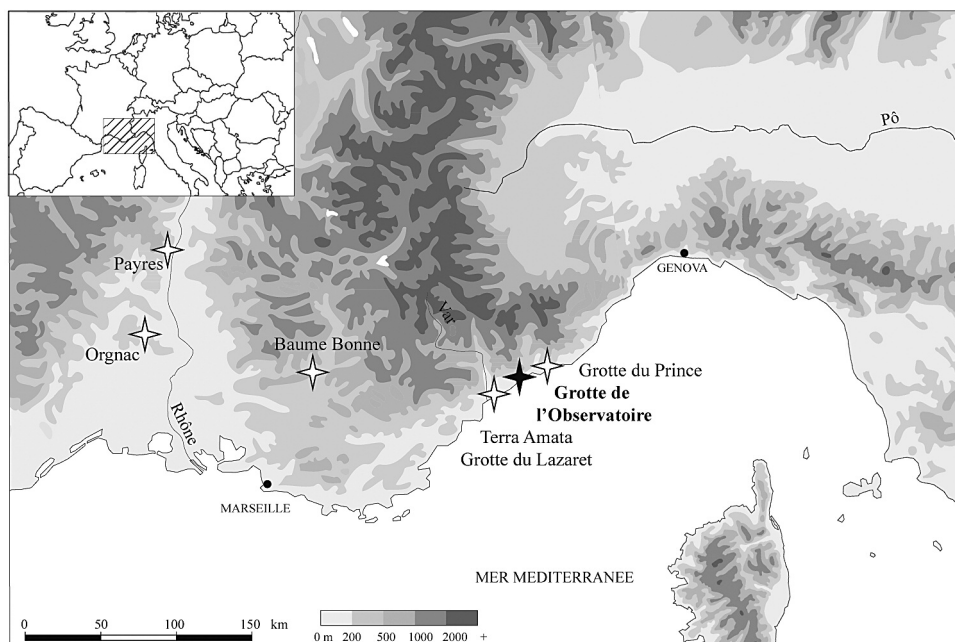 Pô
GENOVA
Payres
Var
Orgnac
Baume Bonne
Grotte du Prince
Grotte de
l'Observatoire
Rhône
Terra Amata
Grotte du Lazaret
MARSEILLE
MER MEDITERRANEE
0 50 100 150 km
0 m 200 500 1000 2000 +